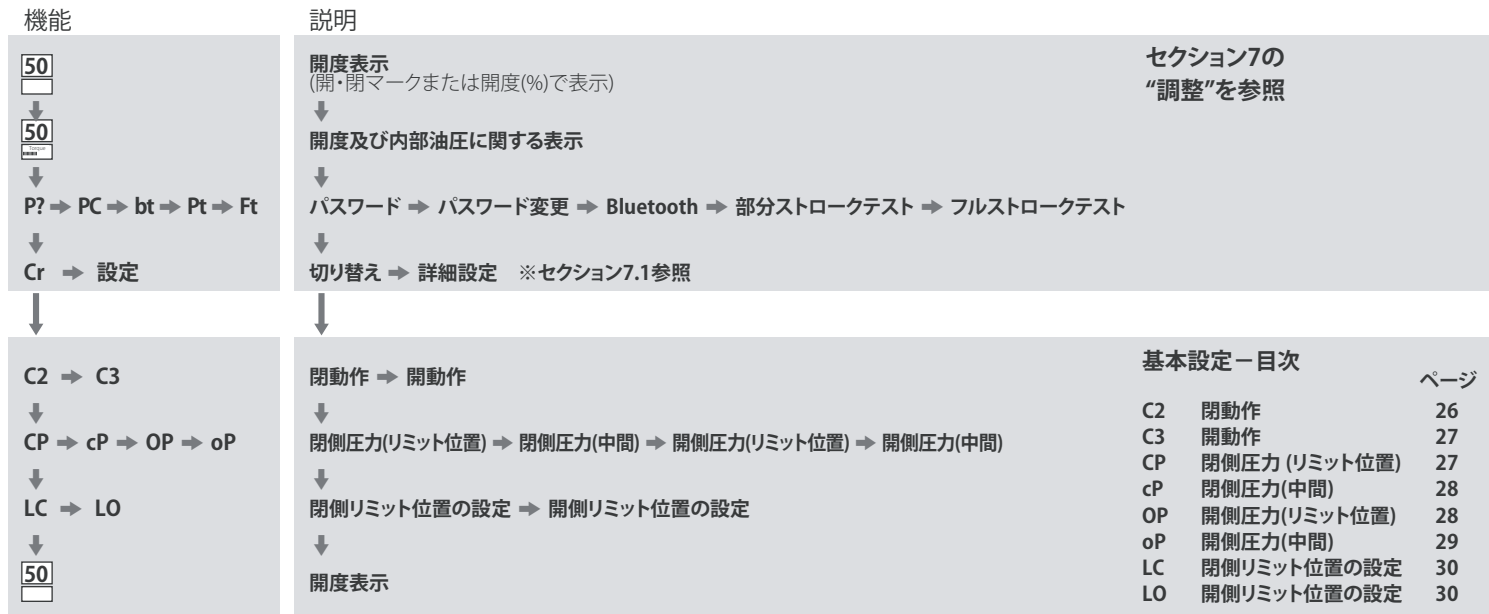 機能
説明
50
開度表示
(開・閉マークまたは開度(%)で表示)
セクション7の
“調整”を参照
50
Torque
開度及び内部油圧に関する表示
P? ➡ PC ➡ bt ➡ Pt ➡ Ft
パスワード ➡ パスワード変更 ➡ Bluetooth ➡ 部分ストロークテスト ➡ フルストロークテスト
Cr ➡ 設定
切り替え ➡ 詳細設定 ※セクション7.1参照
C2 ➡ C3
閉動作 ➡ 開動作
CP ➡ cP ➡ OP ➡ oP
閉側圧力(リミット位置) ➡ 閉側圧力(中間) ➡ 開側圧力(リミット位置) ➡ 開側圧力(中間)
LC ➡ LO
閉側リミット位置の設定 ➡ 開側リミット位置の設定
50
開度表示
基本設定－目次
ページ
C2 閉動作 26
C3 開動作 27
CP 閉側圧力 (リミット位置) 27
cP 閉側圧力(中間) 28
OP 開側圧力(リミット位置) 28
oP 開側圧力(中間) 29
LC 閉側リミット位置の設定 30
LO 開側リミット位置の設定 30